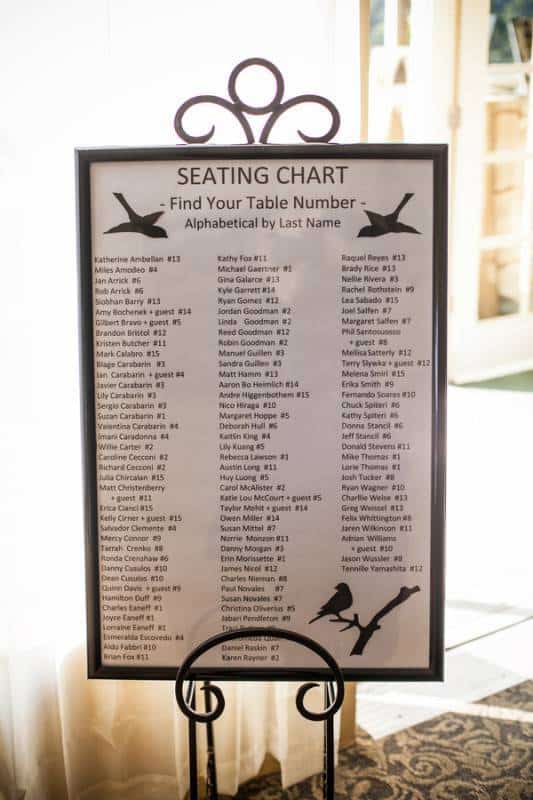 SEATING CHART
- Find Your Table Number -
Alphabetical by Last Name
Katherine Ambellan #13
Miles Amodeo #4
Jan Arrick #6
Rob Arrick #6
Siobhan Barry #13
Amy Bochenek + guest #14
Gilbert Bravo + guest #5
Brandon Bristol #12
Kristen Butcher #11
Mark Calabro #15
Blage Carabarin #3
Jan Carabarin + guest #4
Javier Carabarin #3
Lily Carabarin #3
Sergio Carabarin #3
Suzan Carabarin #1
Valentina Carabarin #4
Imani Caradonna #4
Willie Carter #2
Caroline Cecconi #2
Richard Cecconi #2
Julia Chircalan #15
Matt Christenberry
+ guest #11
Erica Cianci #15
Kelly Cirner + guest #15
Salvador Clemente #4
Mercy Connor #9
Taerah Crenko #8
Ronda Crenshaw #6
Danny Cusulos #10
Dean Cusulos #10
Quinn Davis + guest #9
Hamilton Duff #9
Charles Eaneff #1
Joyce Eaneff #1
Lorraine Eaneff #1
Esmeralda Escovedo #4
Aldo Fabbri #10
Brian Fox #11
Kathy Fox #11
Michael Gaertner #1
Gina Galarce #13
Kyle Garrett #14
Ryan Gomez #12
Jordan Goodman #2
Linda Goodman #2
Reed Goodman #12
Robin Goodman #2
Manuel Guillen #3
Sandra Guillen #3
Matt Hamm #13
Aaron Bo Heimlich #14
Andre Higgenbothem #15
Nico Hiraga #10
Margaret Hoppe #5
Deborah Hull #6
Kaitlin King #4
Lily Kuang #5
Rebecca Lawson #1
Austin Long #11
Huy Luong #5
Carol McAlister #2
Katie Lou McCourt + guest #5
Taylor Mehit + guest #14
Owen Miller #14
Susan Mittel #7
Norrie Monzon #11
Danny Morgan #3
Erin Morissette #1
James Nicol #12
Charles Nieman #8
Paul Novales #7
Susan Novales #7
Christina Oliverius #5
Jabari Pendleton #9
Traci
Daniel Raskin #7
Karen Rayner #2
Raquel Reyes #13
Brady Rice #13
Nellie Rivera #3
Rachel Rothstein #9
Lea Sabado #15
Joel Salfen #7
Margaret Salfen #7
Phil Santouosso
+ guest #8
Mellisa Satterly #12
Terry Slywka + guest #12
Melena Smiri #15
Erika Smith #9
Fernando Soares #10
Chuck Spiteri #6
Kathy Spiteri #6
Donna Stancil #6
Jeff Stancil #6
Donald Stevens #11
Mike Thomas #1
Lorie Thomas #1
Josh Tucker #8
Ryan Wagner #10
Charllie Weise #13
Greg Weissel #13
Felix Whittington #8
Jaren Wilkinson #11
Adrian Williams
+ guest #10
Jason Wussler #8
Tennille Yamashita #12